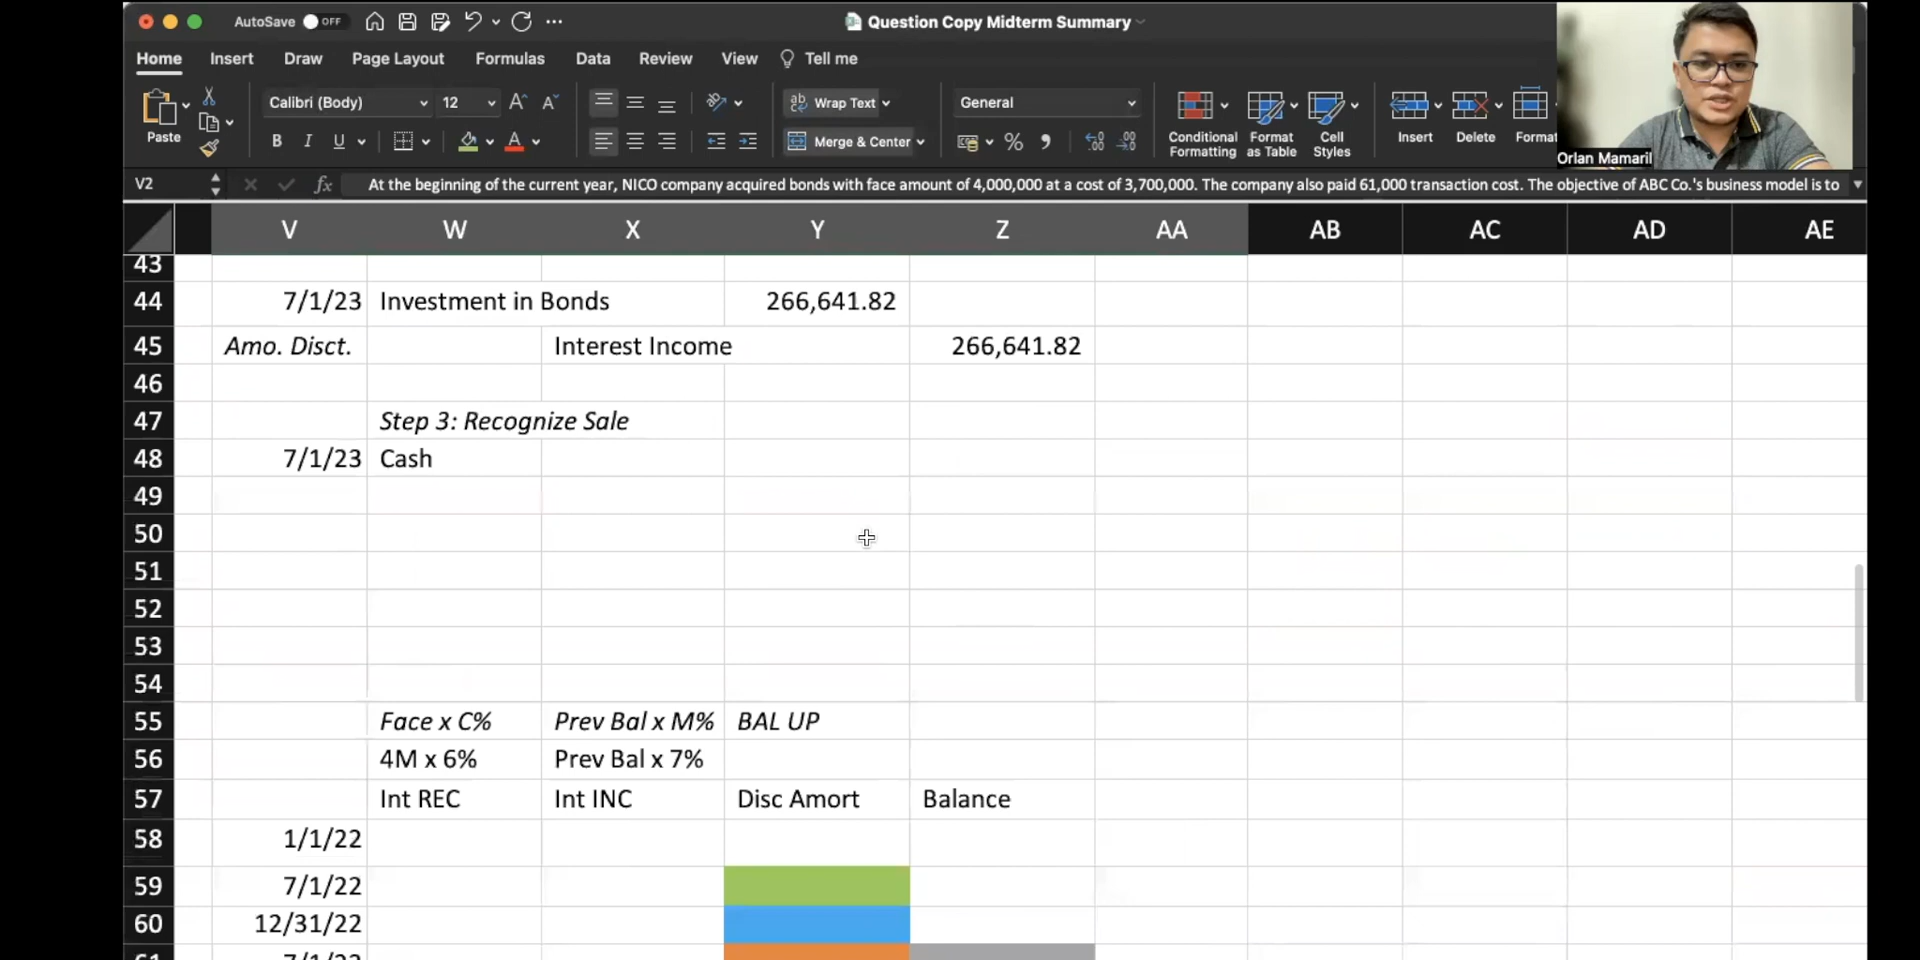 AutoSave OFF
Question Copy Midterm Summary
Home Insert Draw Page Layout Formulas Data Review View Tell me
Paste
Calibri (Body) 12
B I U
Wrap Text
Merge & Center
General
Conditional Formatting
Format as Table
Cell Styles
Insert
Delete
Format
Orlan Mamaril
V2 fx At the beginning of the current year, NICO company acquired bonds with face amount of 4,000,000 at a cost of 3,700,000. The company also paid 61,000 transaction cost. The objective of ABC Co.'s business model is to
V W X Y Z AA AB AC AD AE
43
44 7/1/23 Investment in Bonds 266,641.82
45 Amo. Disct. Interest Income 266,641.82
46
47 Step 3: Recognize Sale
48 7/1/23 Cash
49
50
51
52
53
54
55 Face x C% Prev Bal x M% BAL UP
56 4M x 6% Prev Bal x 7%
57 Int REC Int INC Disc Amort Balance
58 1/1/22
59 7/1/22
60 12/31/22
61 7/1/23